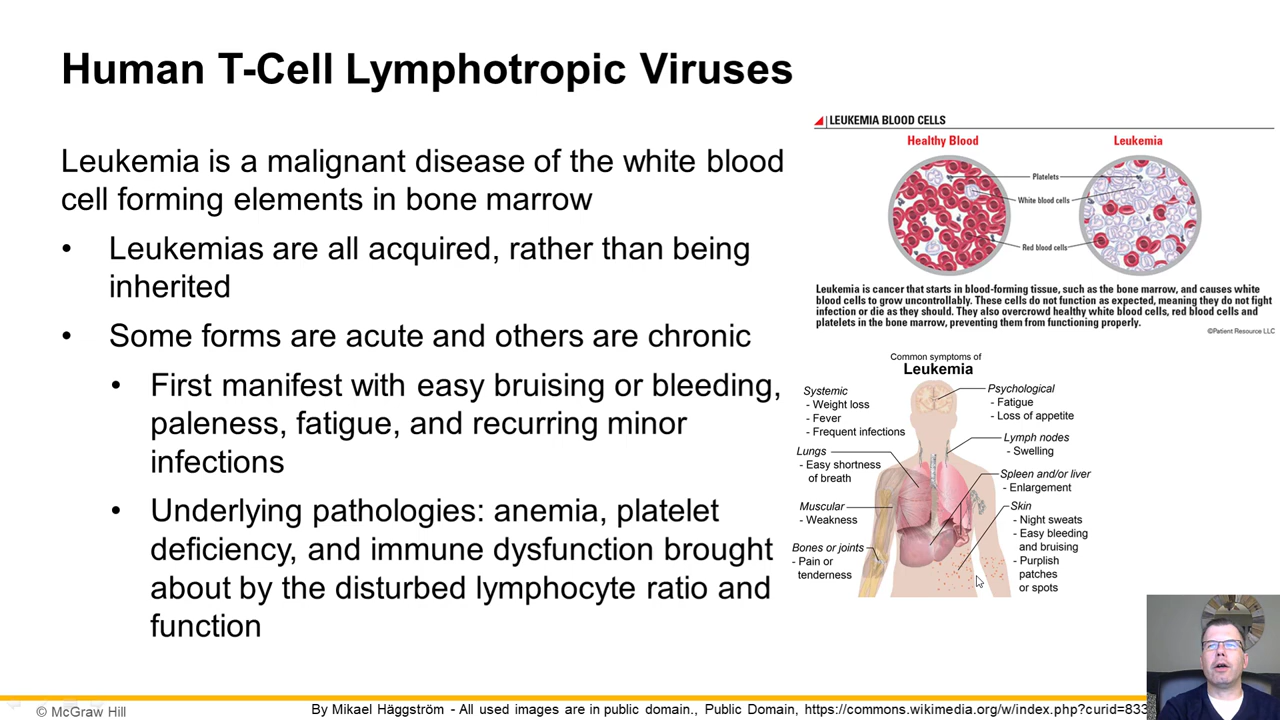 Human T-Cell Lymphotropic Viruses
Leukemia is a malignant disease of the white blood
cell forming elements in bone marrow
• Leukemias are all acquired, rather than being
inherited
• Some forms are acute and others are chronic
• First manifest with easy bruising or bleeding,
paleness, fatigue, and recurring minor
infections
• Underlying pathologies: anemia, platelet
deficiency, and immune dysfunction brought
about by the disturbed lymphocyte ratio and
function
LEUKEMIA BLOOD CELLS
Healthy Blood
Leukemia
Platelets
White blood cells
Red blood cells
Leukemia is cancer that starts in blood-forming tissue, such as the bone marrow, and causes white
blood cells to grow uncontrollably. These cells do not function as expected, meaning they do not fight
infection or die as they should. They also overcrowd healthy white blood cells, red blood cells and
platelets in the bone marrow, preventing them from functioning properly.
©Patient Resource LLC
Common symptoms of
Leukemia
Systemic
- Weight loss
- Fever
- Frequent infections
Lungs
- Easy shortness
of breath
Muscular
- Weakness
Bones or joints
- Pain or
tenderness
Psychological
- Fatigue
- Loss of appetite
Lymph nodes
- Swelling
Spleen and/or liver
- Enlargement
Skin
- Night sweats
- Easy bleeding
and bruising
- Purplish
patches
or spots
© McGraw Hill
By Mikael Häggström - All used images are in public domain., Public Domain, https://commons.wikimedia.org/w/index.php?curid=833